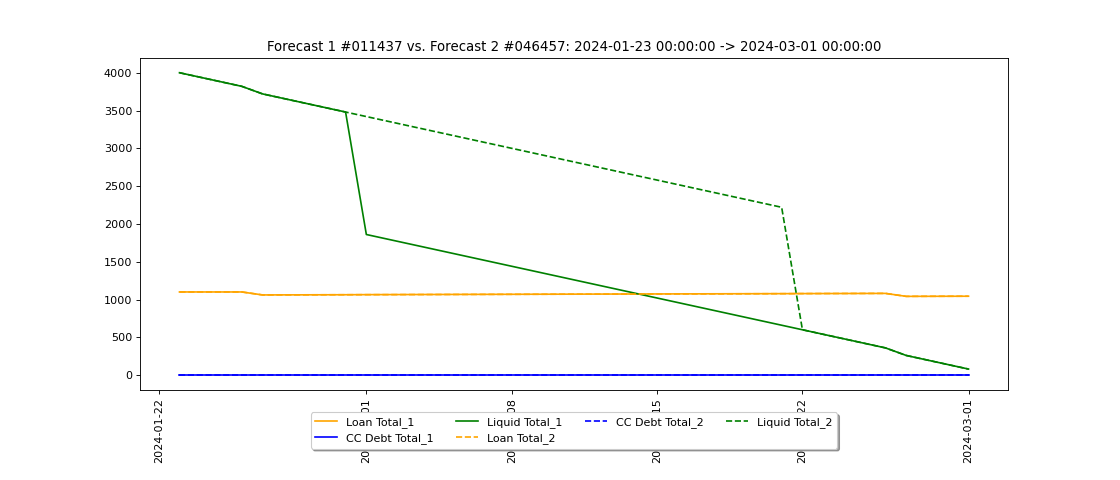 Forecast 1 #011437 vs. Forecast 2 #046457: 2024-01-23 00:00:00 -> 2024-03-01 00:00:00
4000
3500
3000
2500
2000
1500
1000
500
0
2024-01-22
2024-03-01
Loan Total_1
CC Debt Total_1
Liquid Total_1
Loan Total_2
CC Debt Total_2
Liquid Total_2